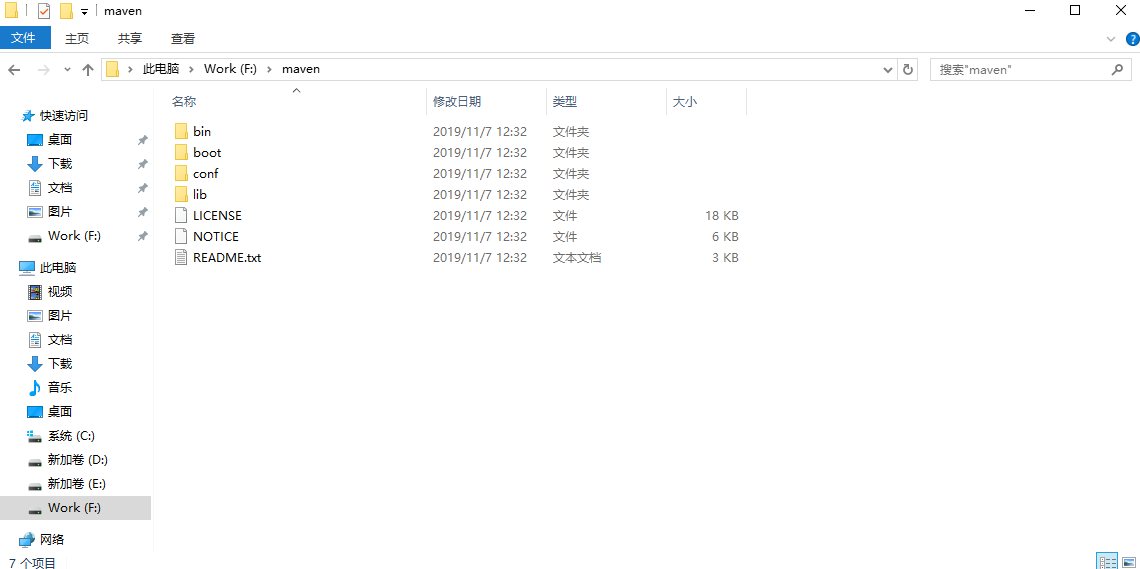 maven
文件 主页 共享 查看
此电脑 Work (F:) maven 搜索"maven"
名称 修改日期 类型 大小
快速访问
桌面
下载
文档
图片
Work (F:)
此电脑
视频
图片
文档
下载
音乐
桌面
系统 (C:)
新加卷 (D:)
新加卷 (E:)
Work (F:)
网络
bin 2019/11/7 12:32 文件夹
boot 2019/11/7 12:32 文件夹
conf 2019/11/7 12:32 文件夹
lib 2019/11/7 12:32 文件夹
LICENSE 2019/11/7 12:32 文件 18 KB
NOTICE 2019/11/7 12:32 文件 6 KB
README.txt 2019/11/7 12:32 文本文档 3 KB
7 个项目